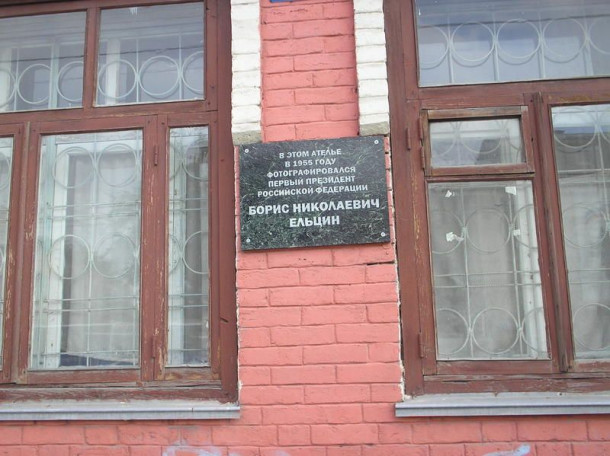 В ЭТОМ АТЕЛЬЕ
В 1955 ГОДУ
ФОТОГРАФИРОВАЛСЯ
ПЕРВЫЙ ПРЕЗИДЕНТ
РОССИЙСКОЙ ФЕДЕРАЦИИ
БОРИС НИКОЛАЕВИЧ
ЕЛЬЦИН